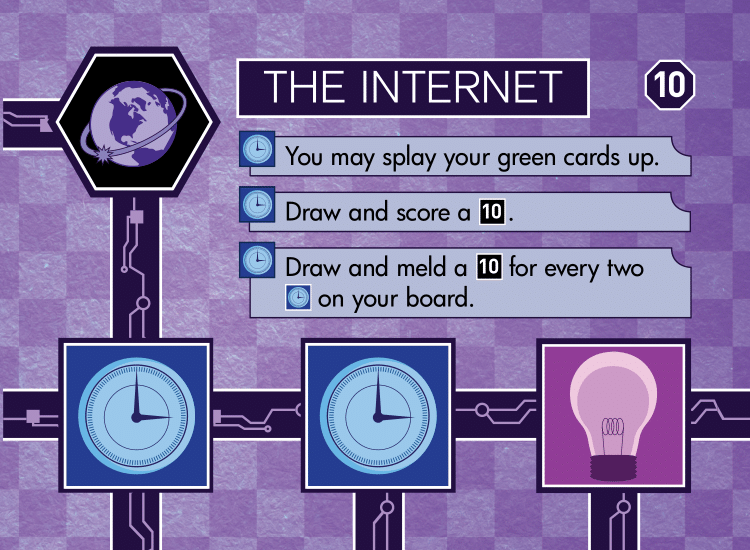 THE INTERNET
10
You may splay your green cards up.
Draw and score a 10.
Draw and meld a 10 for every two
on your board.